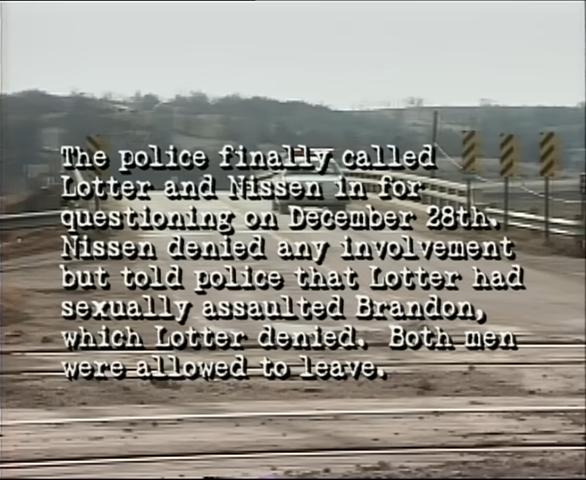 The police finally called
Lotter and Nissen in for
questioning on December 28th.
Nissen denied any involvement
but told police that Lotter had
sexually assaulted Brandon,
which Lotter denied.  Both men
were allowed to leave.